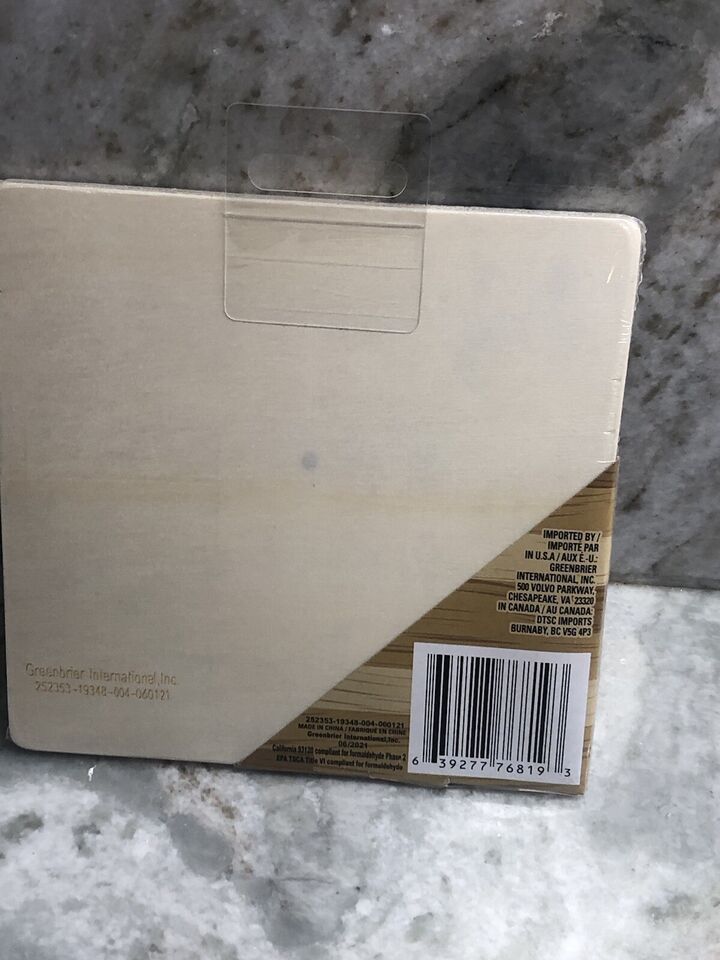 IMPORTED BY /
IMPORTÉ PAR
IN U.S.A / AUX É.-U.:
GREENBRIER
INTERNATIONAL, INC.
500 VOLVO PARKWAY,
CHESAPEAKE, VA 23320
IN CANADA / AU CANADA:
DTSC IMPORTS
BURNABY, BC V5G 4P3
Greenbrier International, Inc.
252353-19348-004-060121
252353-19348-004-060121
MADE IN CHINA / FABRIQUÉ EN CHINE
Greenbrier International, Inc.
06/2021
California 93120 compliant for formaldehyde Phase 2
EPA TSCA Title VI compliant for formaldehyde
6 39277 76819 3